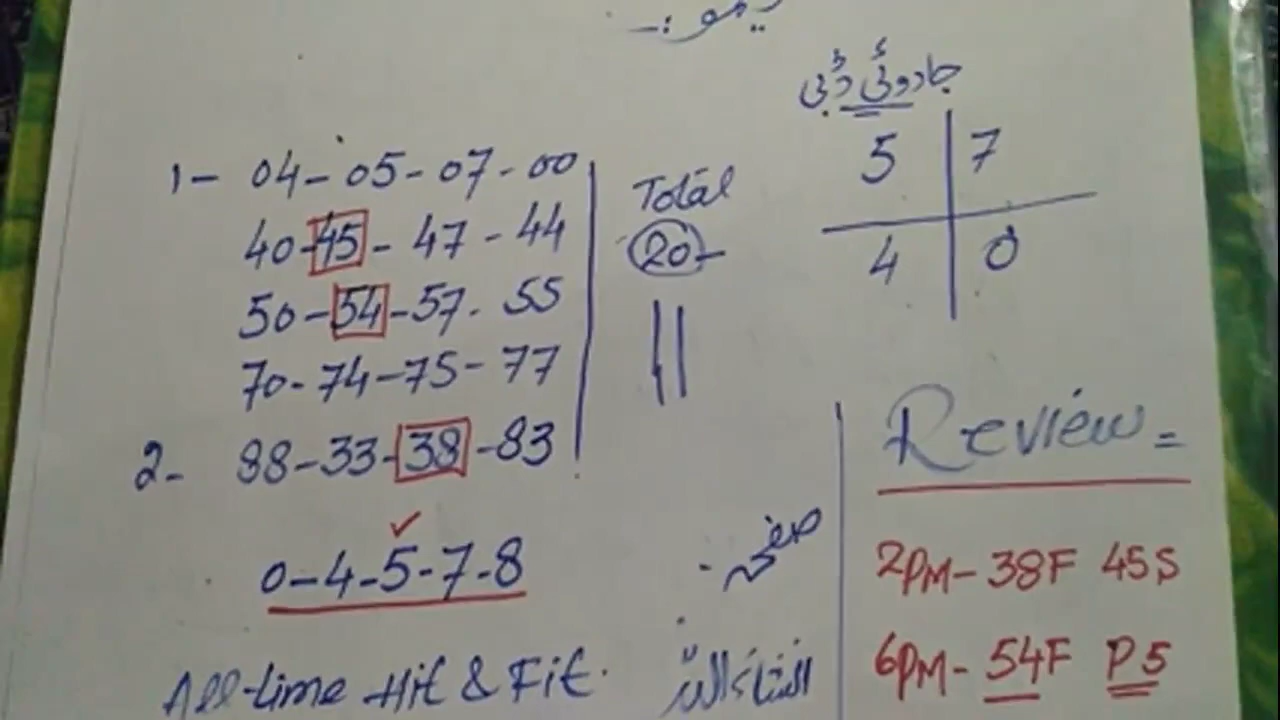 جادوئی ڈبی
5 7
4 0
1- 04-05-07-00
40-45-47-44
50-54-57-55
70-74-75-77
2- 88-33-38-83
Total
20-
0-4-5-7-8
All-time Hit & Fit.
انشاءاللہ
Review =
2PM-38F 45S
6PM-54F P5